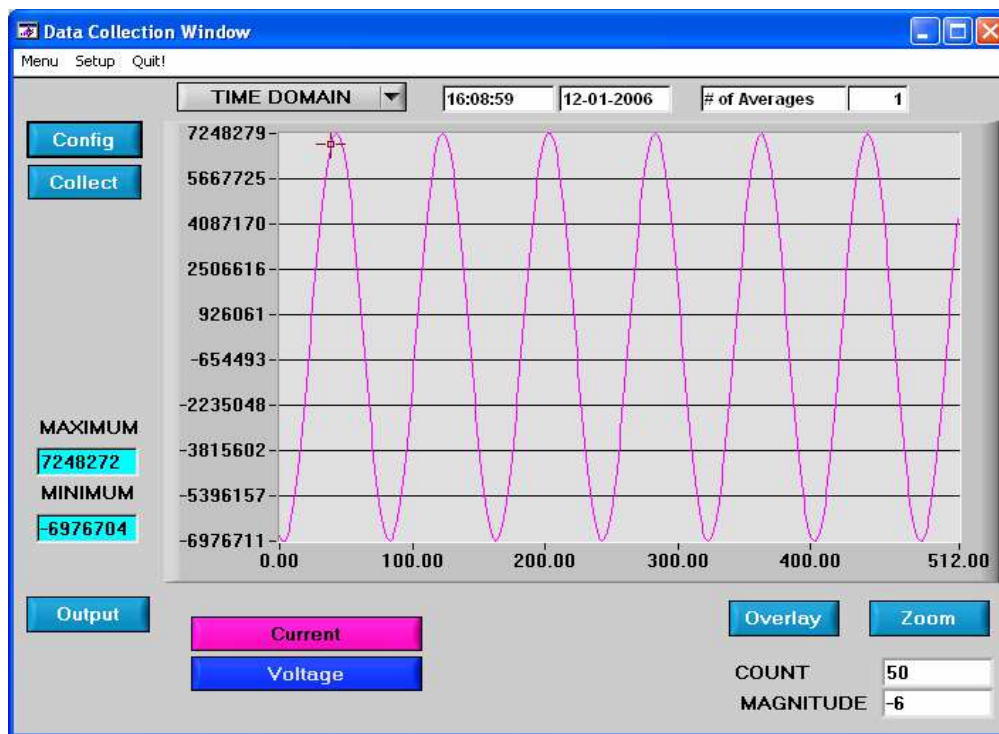 Data Collection Window
Menu Setup Quit!
TIME DOMAIN 16:08:59 12-01-2006 # of Averages 1
Config
Collect
7248279
5667725
4087170
2506616
926061
-654493
-2235048
-3815602
-5396157
-6976711
0.00 100.00 200.00 300.00 400.00 512.00
MAXIMUM
7248272
MINIMUM
-6976704
Output
Current
Voltage
Overlay Zoom
COUNT 50
MAGNITUDE -6